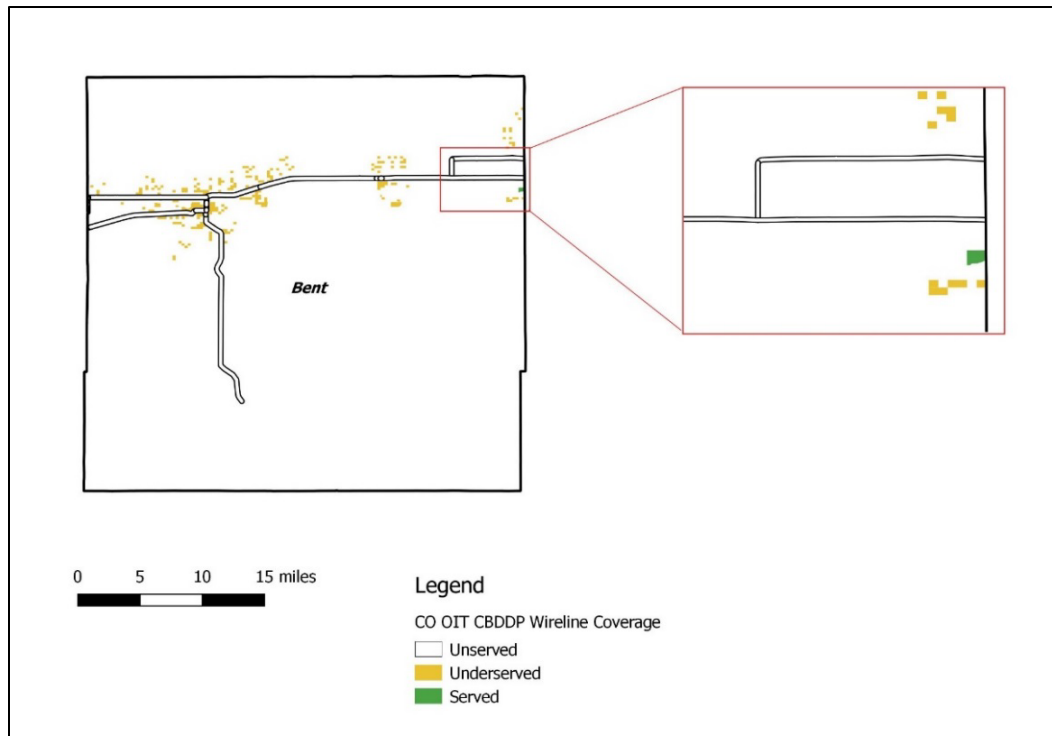 Bent
0 5 10 15 miles
Legend
CO OIT CBDDP Wireline Coverage
Unserved
Underserved
Served